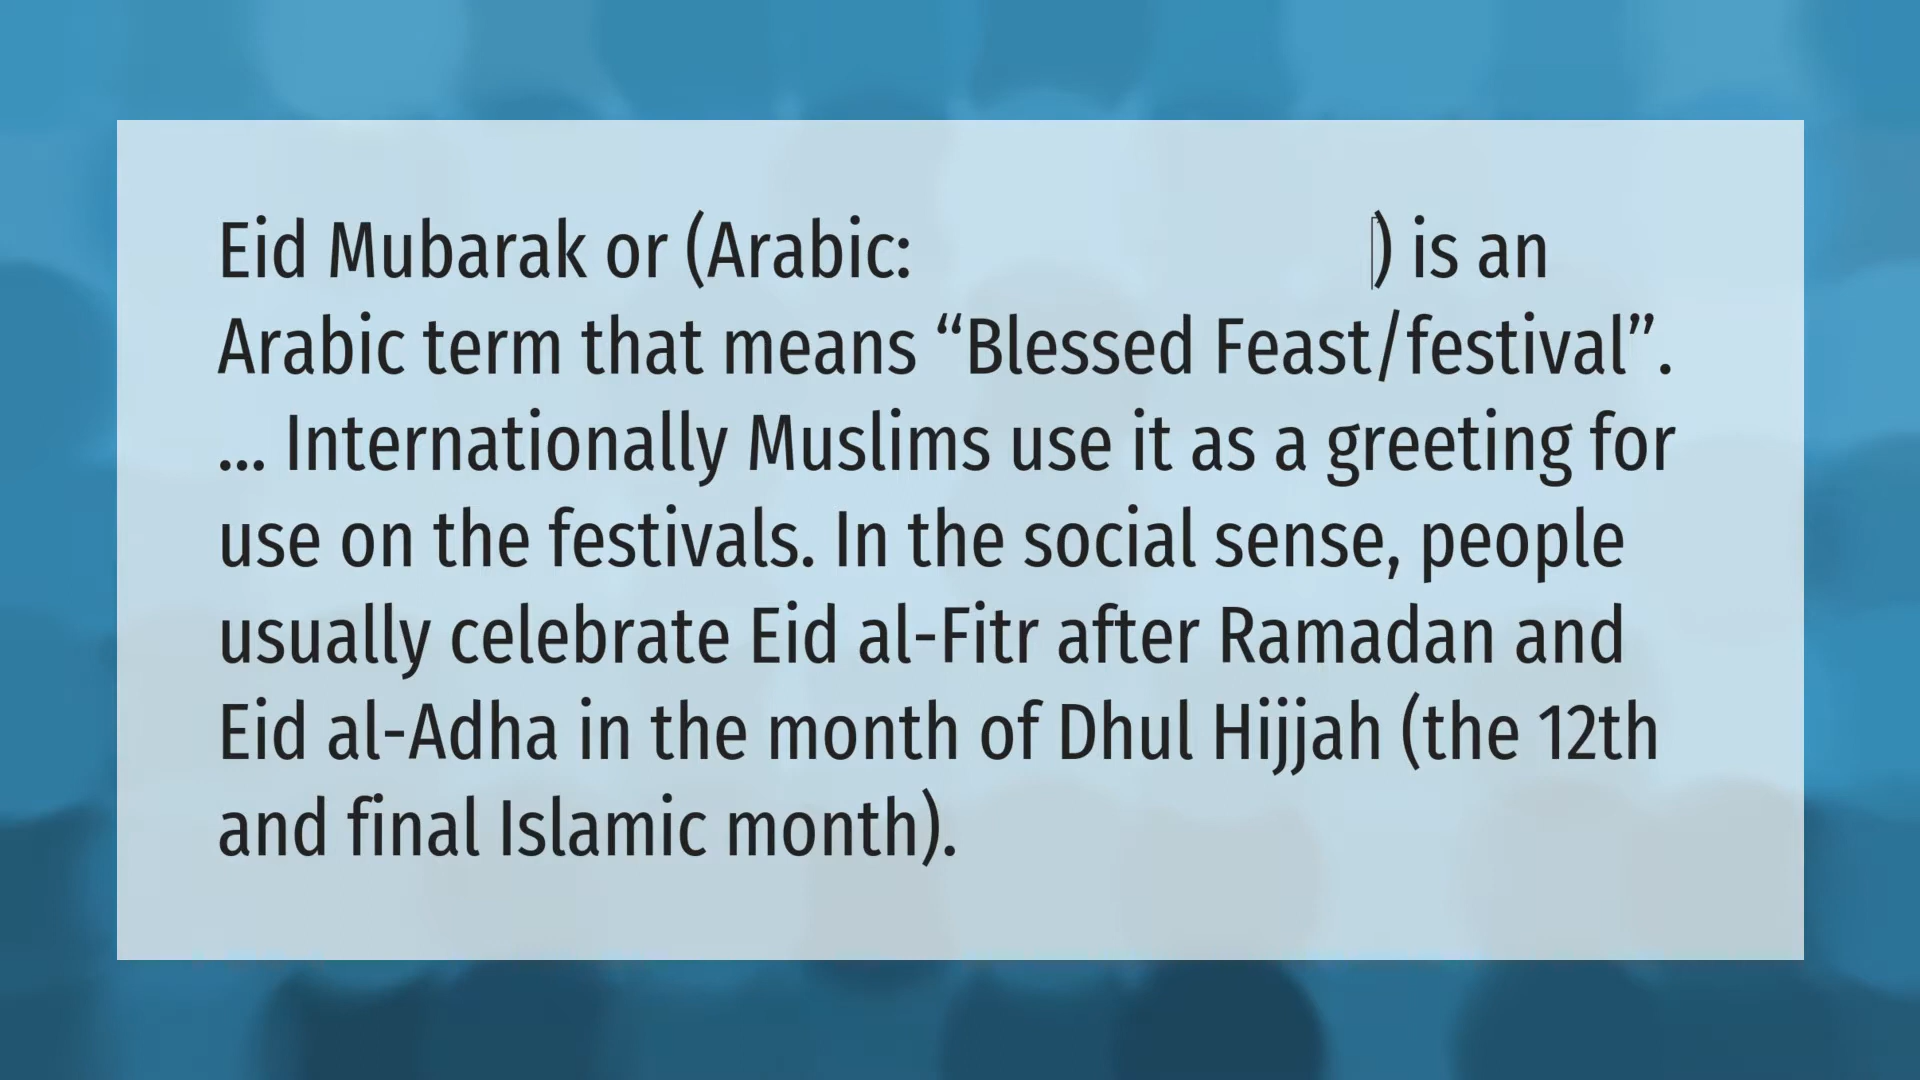 Eid Mubarak or (Arabic: ) is an
Arabic term that means “Blessed Feast/festival”.
... Internationally Muslims use it as a greeting for
use on the festivals. In the social sense, people
usually celebrate Eid al-Fitr after Ramadan and
Eid al-Adha in the month of Dhul Hijjah (the 12th
and final Islamic month).